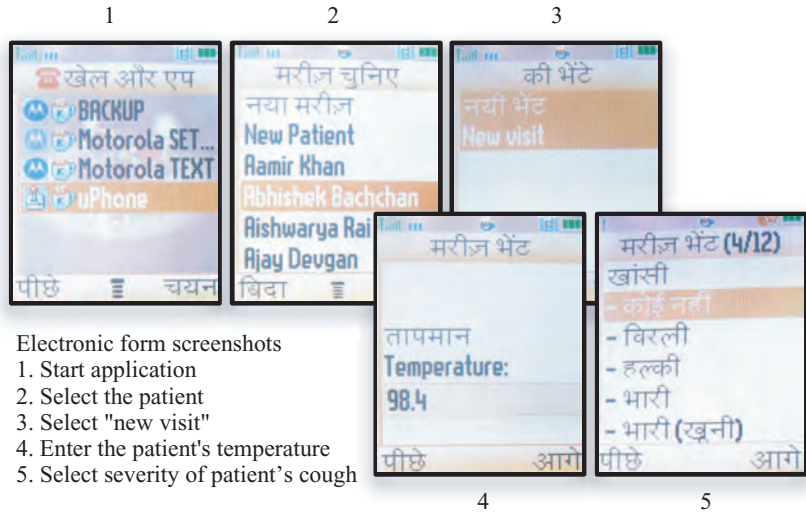 1
2
3
खेल और एप
BACKUP
Motorola SET...
Motorola TEXT
uPhone
पीछे
चयन
मरीज़ चुनिए
नया मरीज़
New Patient
Aamir Khan
Abhishek Bachchan
Aishwarya Rai
Ajay Devgan
बिदा
की भेंटे
नयी भेंट
New visit
मरीज़ भेंट
तापमान
Temperature:
98.4
पीछे
आगे
मरीज़ भेंट (4/12)
खांसी
- कोई नही
- विरली
- हल्की
- भारी
- भारी (खूनी)
पीछे
आगे
Electronic form screenshots
1. Start application
2. Select the patient
3. Select "new visit"
4. Enter the patient's temperature
5. Select severity of patient's cough
4
5